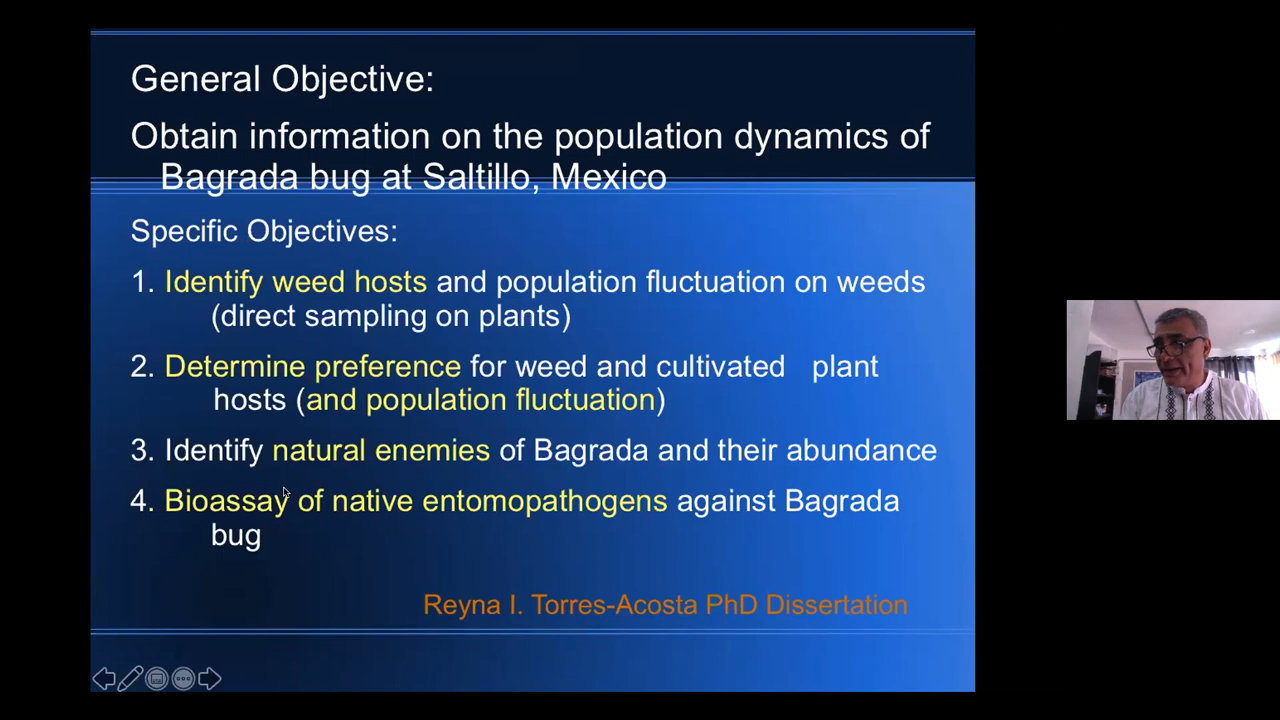 General Objective:
Obtain information on the population dynamics of
Bagrada bug at Saltillo, Mexico
Specific Objectives:
1. Identify weed hosts and population fluctuation on weeds
(direct sampling on plants)
2. Determine preference for weed and cultivated plant
hosts (and population fluctuation)
3. Identify natural enemies of Bagrada and their abundance
4. Bioassay of native entomopathogens against Bagrada
bug
Reyna I. Torres-Acosta PhD Dissertation